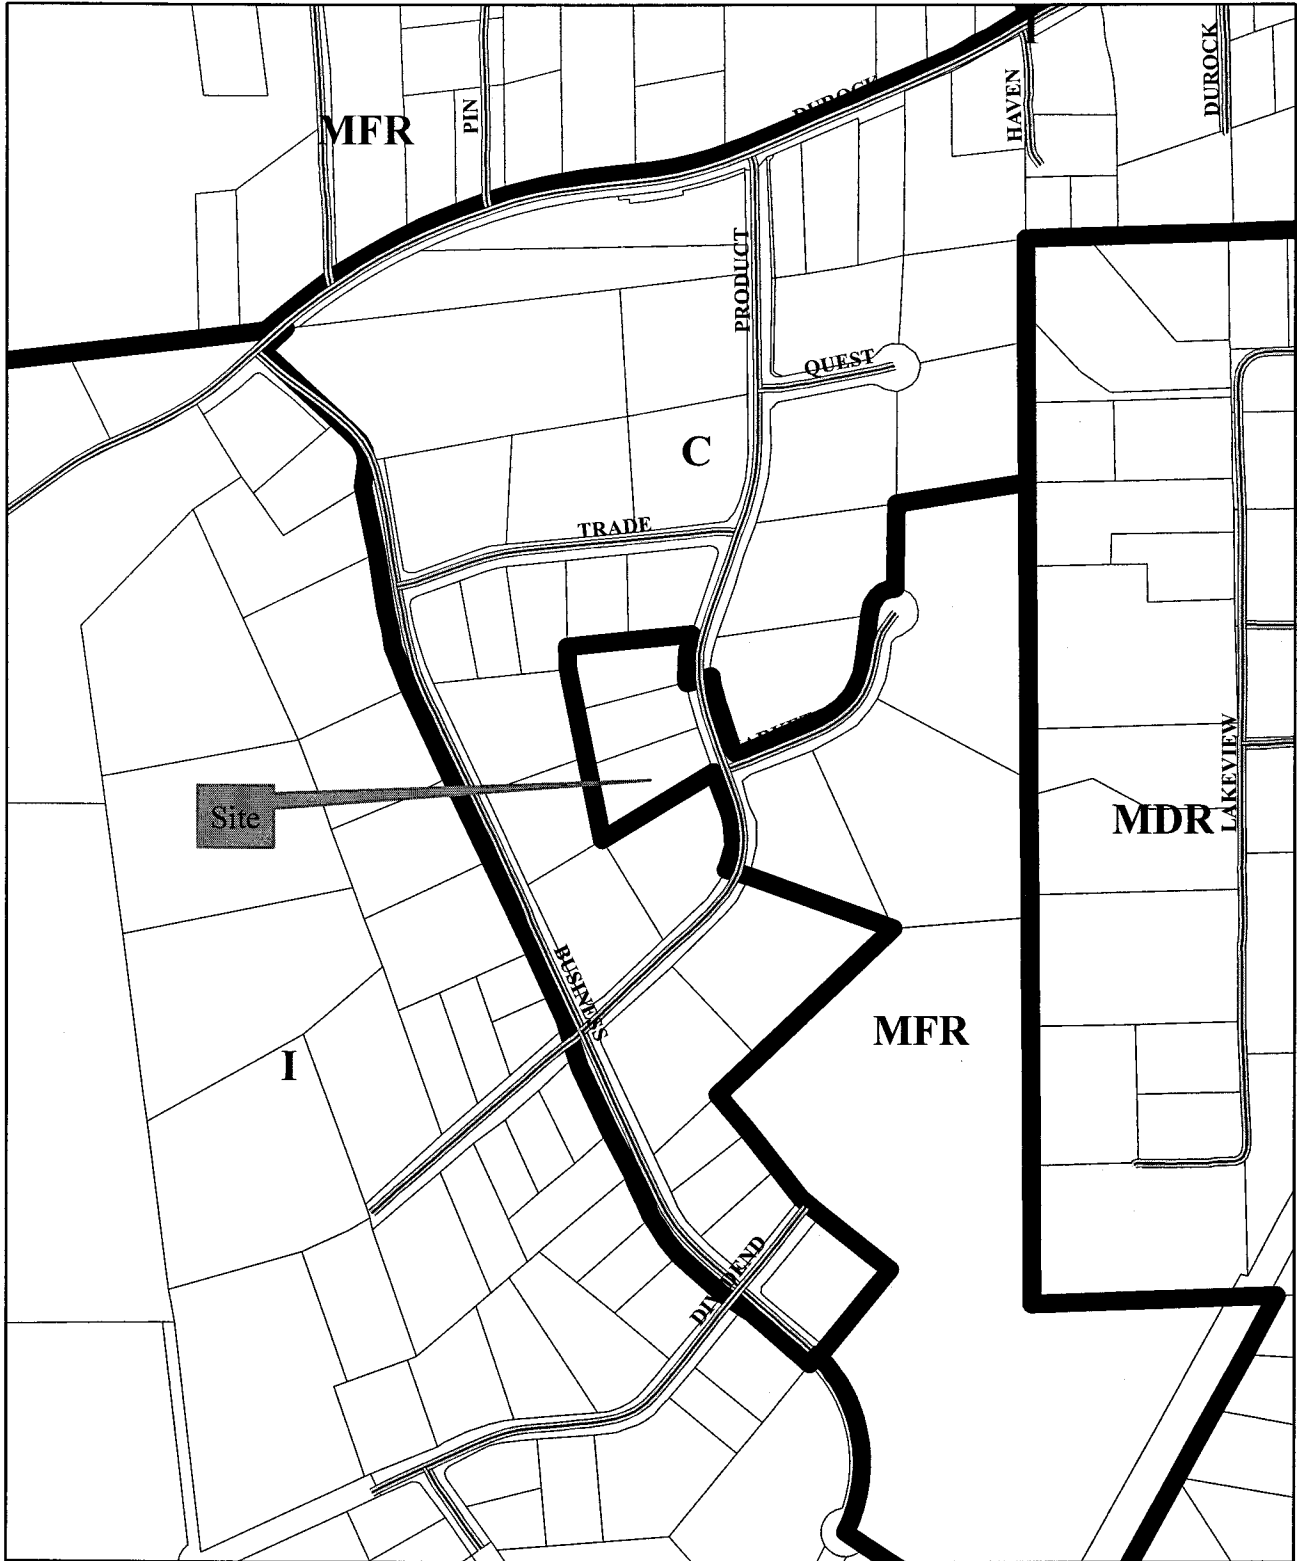 DUROCK
DUROCK
HAVEN
PIN
MFR
PRODUCT
QUEST
C
TRADE
LAKEVIEW
Site
MDR
BUSINESS
MFR
I
DIVIDEND